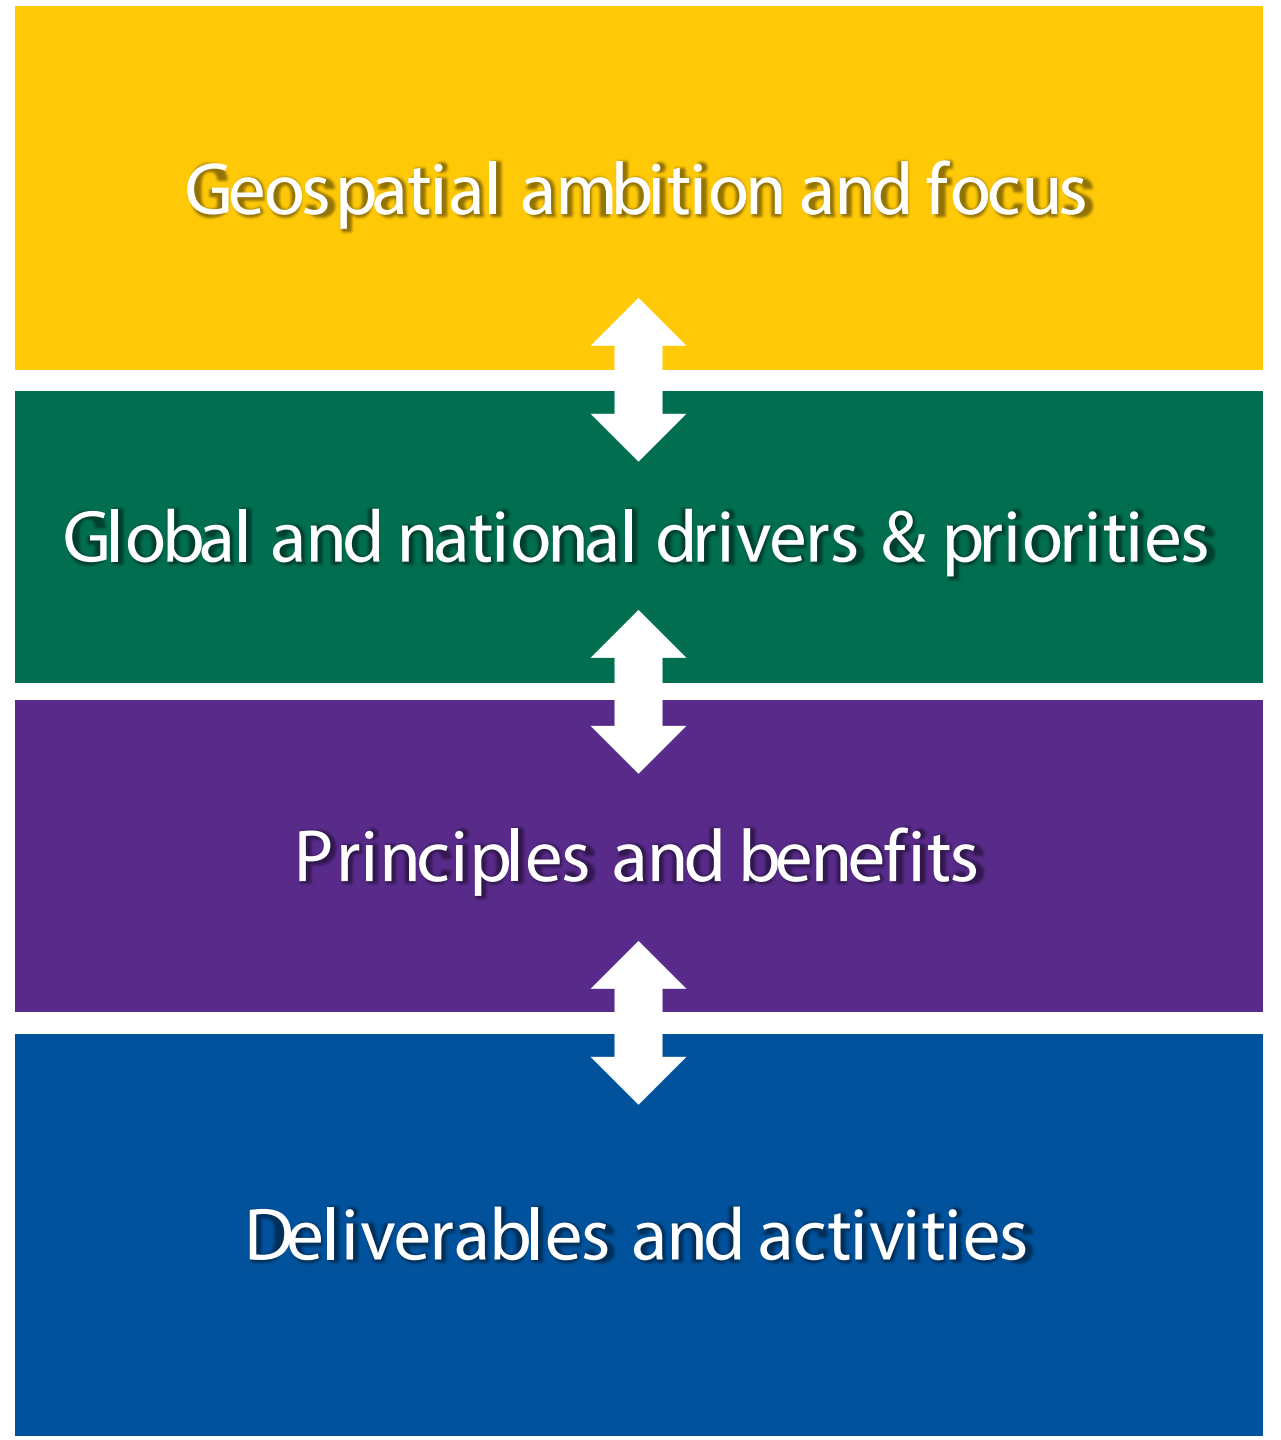 Geospatial ambition and focus
Global and national drivers & priorities
Principles and benefits
Deliverables and activities